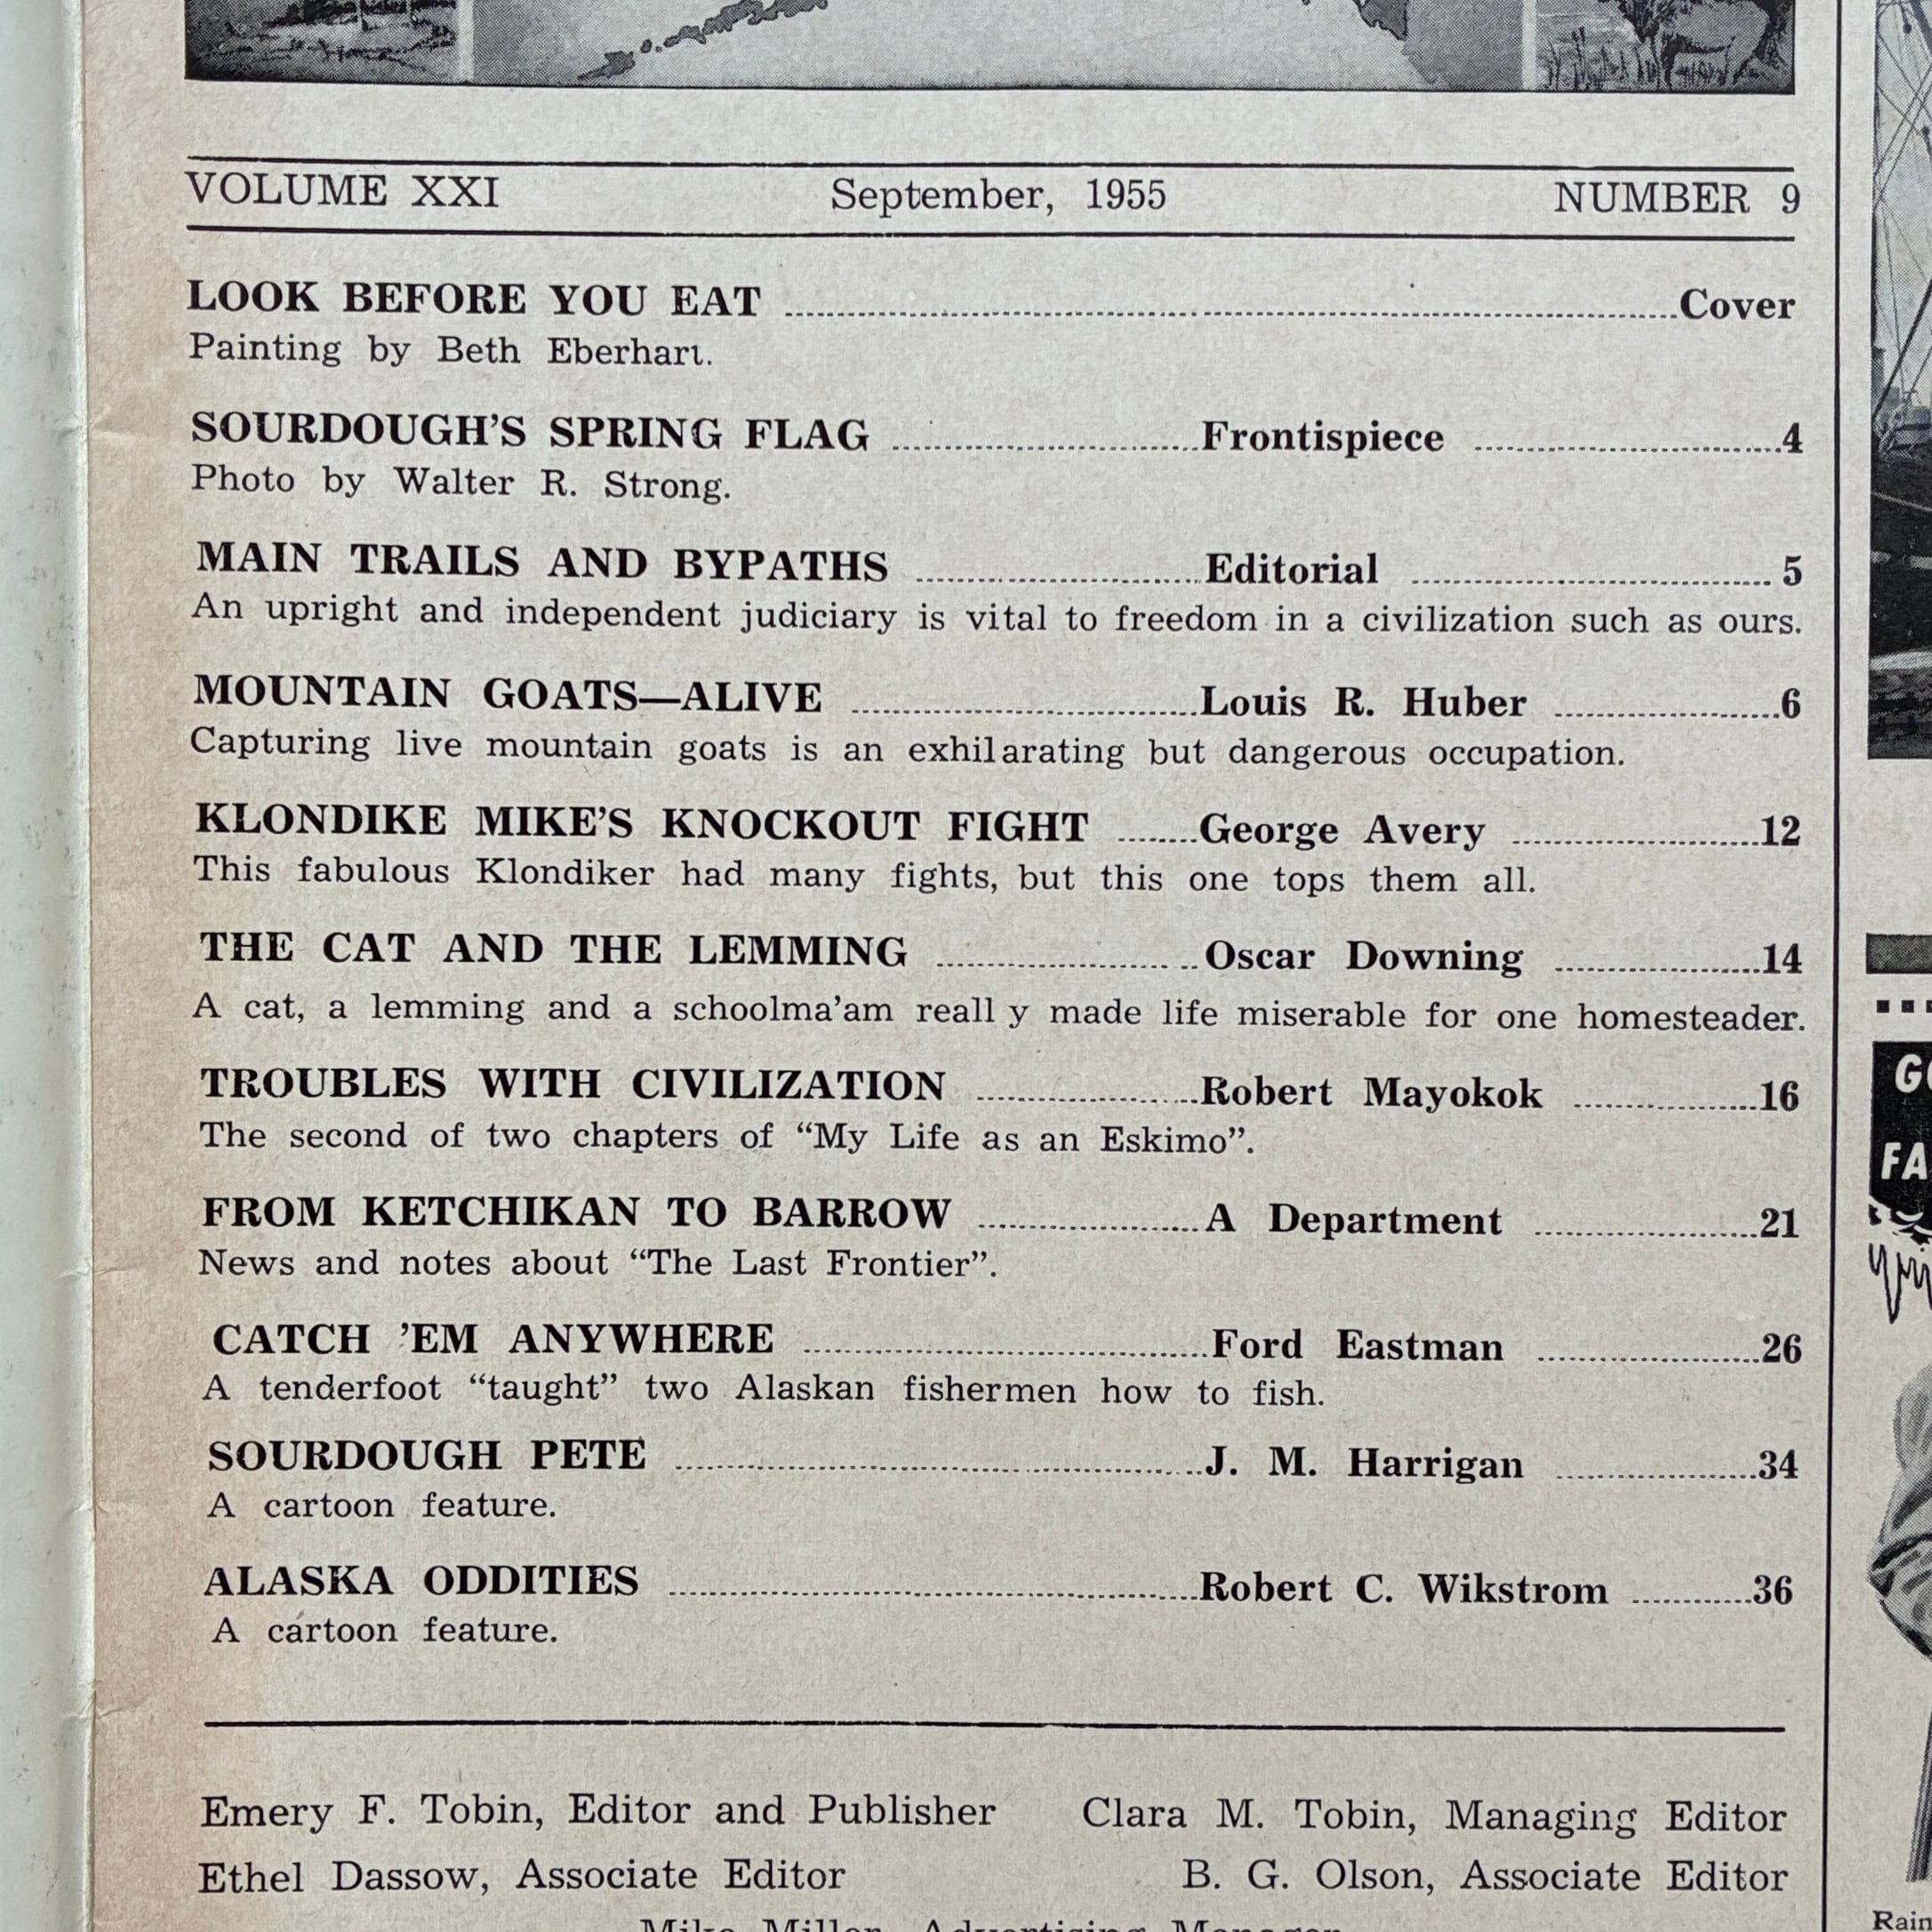 VOLUME XXI September, 1955 NUMBER 9
LOOK BEFORE YOU EAT ........ Cover
Painting by Beth Eberhart.
SOURDOUGH'S SPRING FLAG ........ Frontispiece ........ 4
Photo by Walter R. Strong.
MAIN TRAILS AND BYPATHS ........ Editorial ........ 5
An upright and independent judiciary is vital to freedom in a civilization such as ours.
MOUNTAIN GOATS—ALIVE ........ Louis R. Huber ........ 6
Capturing live mountain goats is an exhilarating but dangerous occupation.
KLONDIKE MIKE'S KNOCKOUT FIGHT ........ George Avery ........ 12
This fabulous Klondiker had many fights, but this one tops them all.
THE CAT AND THE LEMMING ........ Oscar Downing ........ 14
A cat, a lemming and a schoolma'am reall y made life miserable for one homesteader.
TROUBLES WITH CIVILIZATION ........ Robert Mayokok ........ 16
The second of two chapters of “My Life as an Eskimo”.
FROM KETCHIKAN TO BARROW ........ A Department ........ 21
News and notes about “The Last Frontier”.
CATCH 'EM ANYWHERE ........ Ford Eastman ........ 26
A tenderfoot “taught” two Alaskan fishermen how to fish.
SOURDOUGH PETE ........ J. M. Harrigan ........ 34
A cartoon feature.
ALASKA ODDITIES ........ Robert C. Wikstrom ........ 36
A cartoon feature.
Emery F. Tobin, Editor and Publisher Clara M. Tobin, Managing Editor
Ethel Dassow, Associate Editor B. G. Olson, Associate Editor
Mike Miller, Advertising Manager
FA
Rain